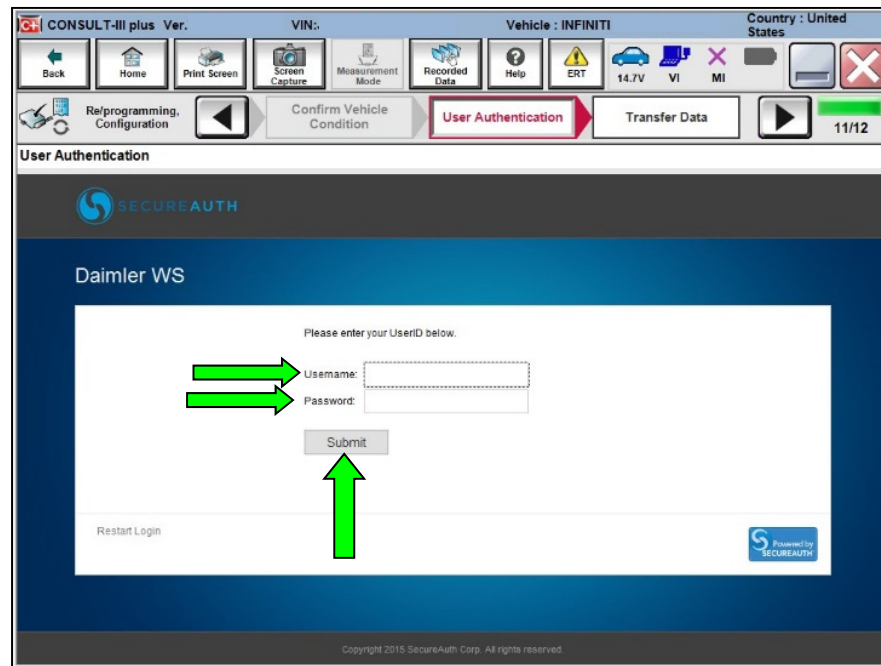 CONSULT-III plus Ver. VIN:. Vehicle : INFINITI Country : United States
Back Home Print Screen Screen Capture Measurement Mode Recorded Data Help ERT 14.7V VI MI
Re/programming, Configuration Confirm Vehicle Condition User Authentication Transfer Data 11/12
User Authentication
SECUREAUTH
Daimler WS
Please enter your UserID below.
Username:
Password:
Submit
Restart Login
Powered by SECUREAUTH
Copyright 2015 SecureAuth Corp. All rights reserved.